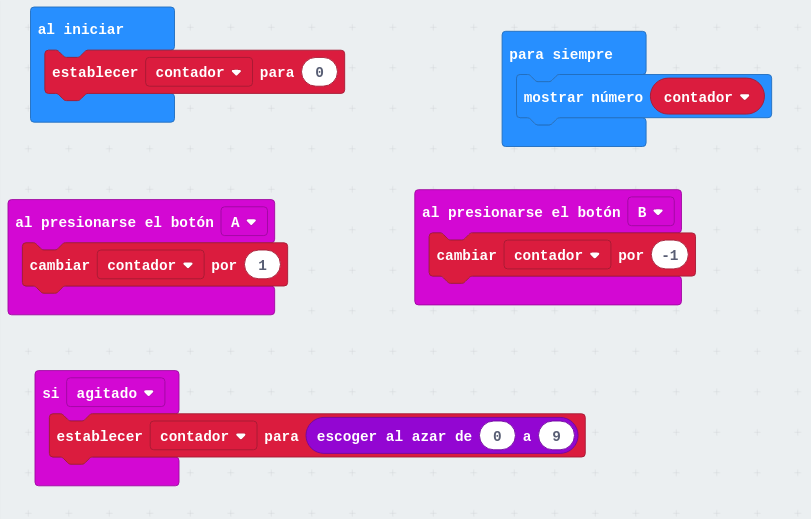 al iniciar
establecer contador para 0
para siempre
mostrar número contador
al presionarse el botón A
cambiar contador por 1
al presionarse el botón B
cambiar contador por -1
si agitado
establecer contador para escoger al azar de 0 a 9